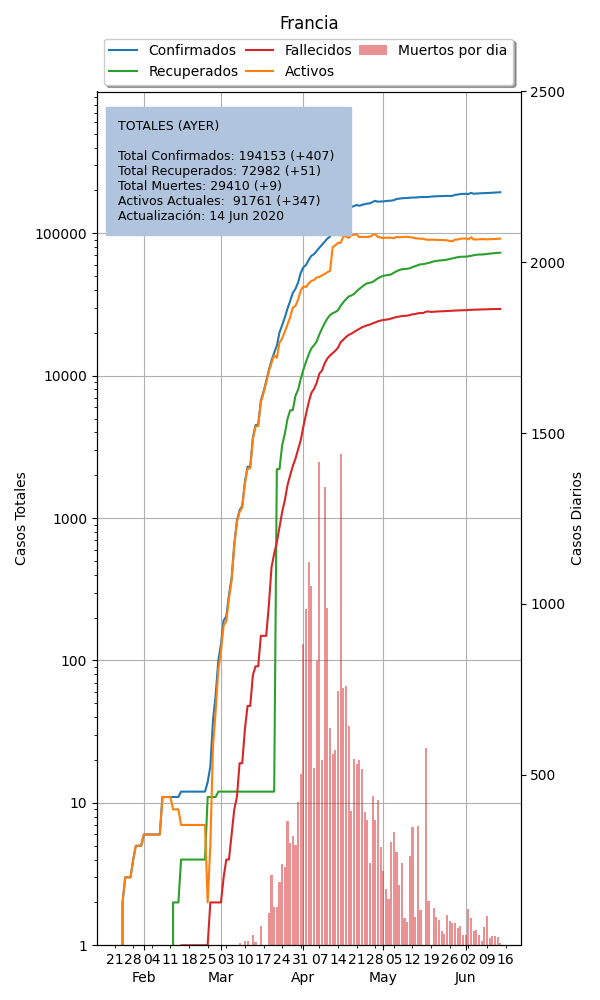 Francia
Confirmados
Recuperados
Fallecidos
Activos
Muertos por dia
TOTALES (AYER)
Total Confirmados: 194153 (+407)
Total Recuperados: 72982 (+51)
Total Muertes: 29410 (+9)
Activos Actuales:  91761 (+347)
Actualización: 14 Jun 2020
Casos Totales
100000
10000
1000
100
10
1
2500
2000
1500
1000
500
Casos Diarios
21 28 04 11 18 25 03 10 17 24 31 07 14 21 28 05 12 19 26 02 09 16
Feb Mar Apr May Jun